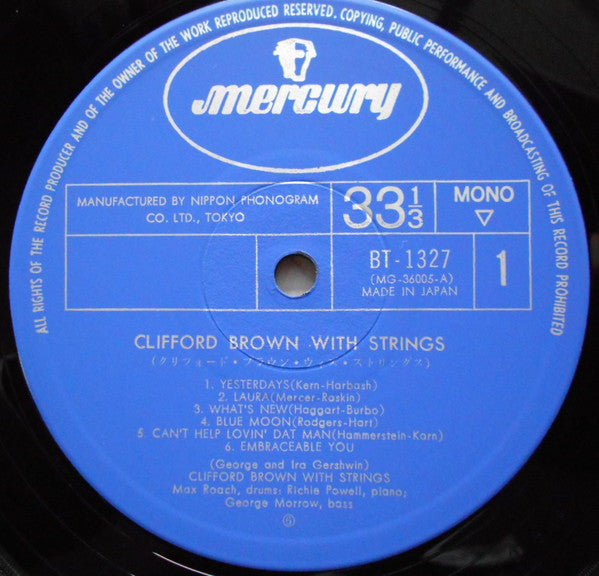 ALL RIGHTS OF THE RECORD PRODUCER AND OF THE OWNER OF THE WORK REPRODUCED RESERVED. COPYING, PUBLIC PERFORMANCE AND BROADCASTING OF THIS RECORD PROHIBITED
mercury
MANUFACTURED BY NIPPON PHONOGRAM
CO. LTD., TOKYO
33 1/3
MONO
▽
BT-1327
(MG-36005-A)
MADE IN JAPAN
1
CLIFFORD BROWN WITH STRINGS
(クリフォード・ブラウン・ウィズ・ストリングス)
1. YESTERDAYS(Kern-Harbash)
2. LAURA(Mercer-Raskin)
3. WHAT'S NEW(Haggart-Burbo)
4. BLUE MOON(Rodgers-Hart)
5. CAN'T HELP LOVIN' DAT MAN(Hammerstein-Karn)
6. EMBRACEABLE YOU
(George and Ira Gershwin)
CLIFFORD BROWN WITH STRINGS
Max Roach, drums: Richie Powell, piano;
George Morrow, bass